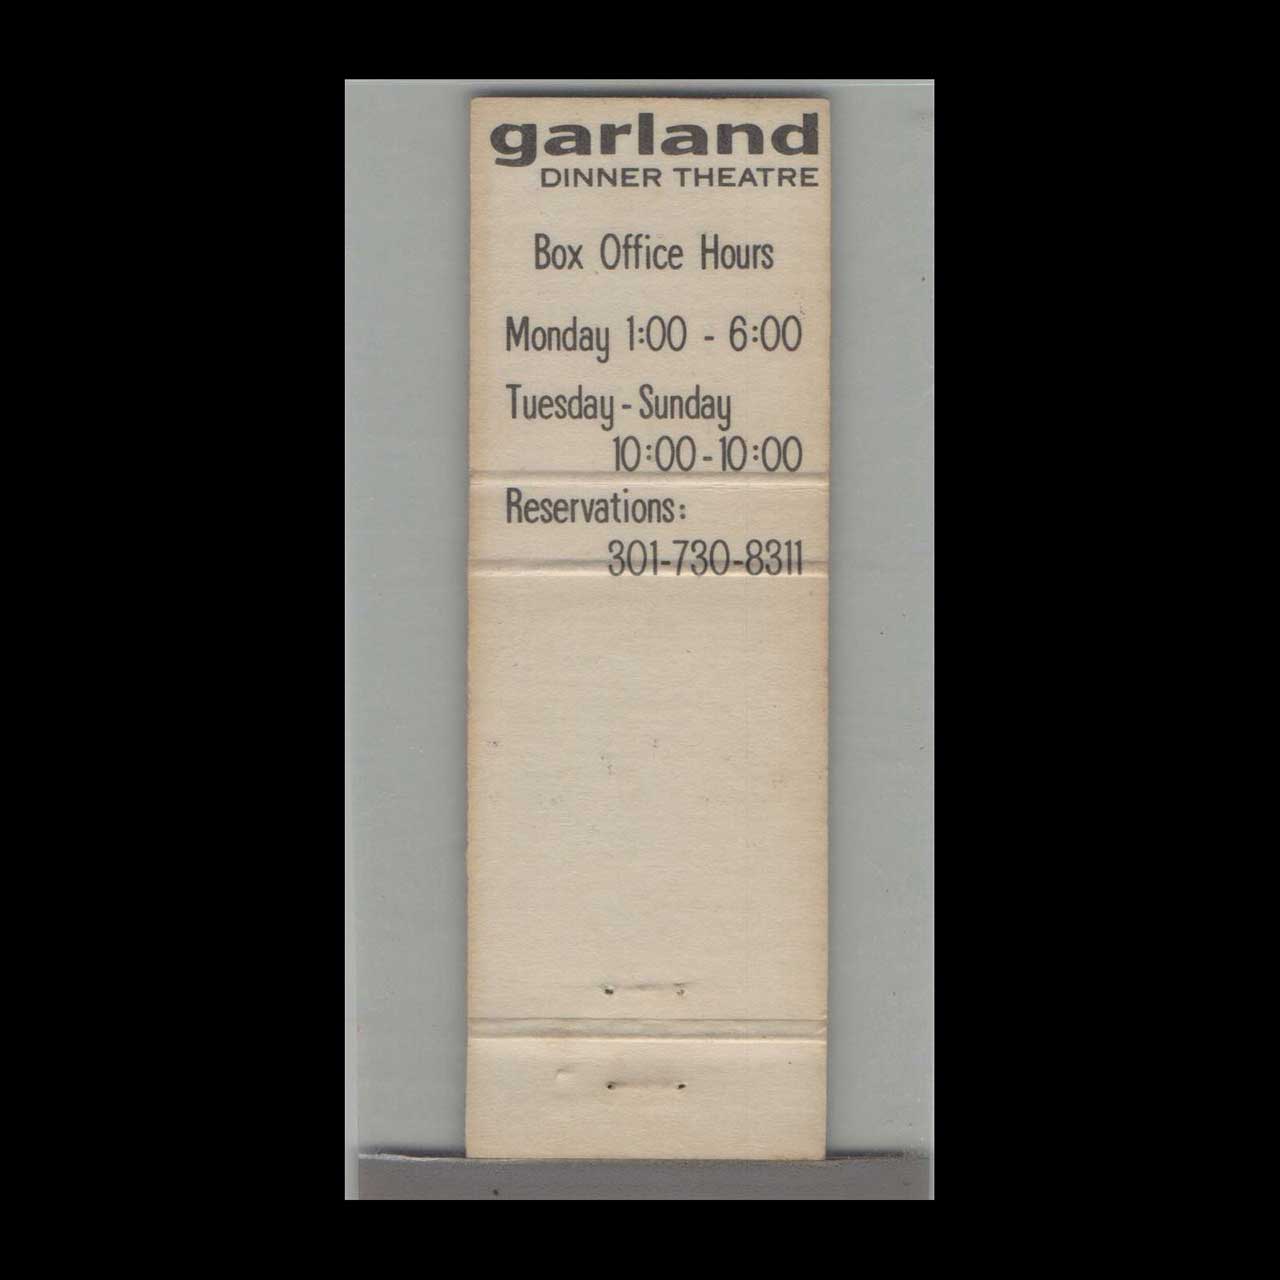 garland
DINNER THEATRE
Box Office Hours
Monday 1:00 - 6:00
Tuesday - Sunday
10:00 - 10:00
Reservations:
301-730-8311